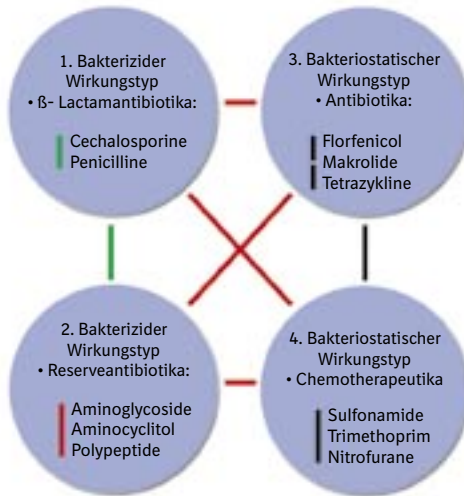 1. Bakterizider
Wirkungstyp
• ß- Lactamantibiotika:
Cechalosporine
Penicilline
3. Bakteriostatischer
Wirkungstyp
• Antibiotika:
Florfenicol
Makrolide
Tetrazykline
2. Bakterizider
Wirkungstyp
• Reserveantibiotika:
Aminoglycoside
Aminocyclitol
Polypeptide
4. Bakteriostatischer
Wirkungstyp
• Chemotherapeutika
Sulfonamide
Trimethoprim
Nitrofurane